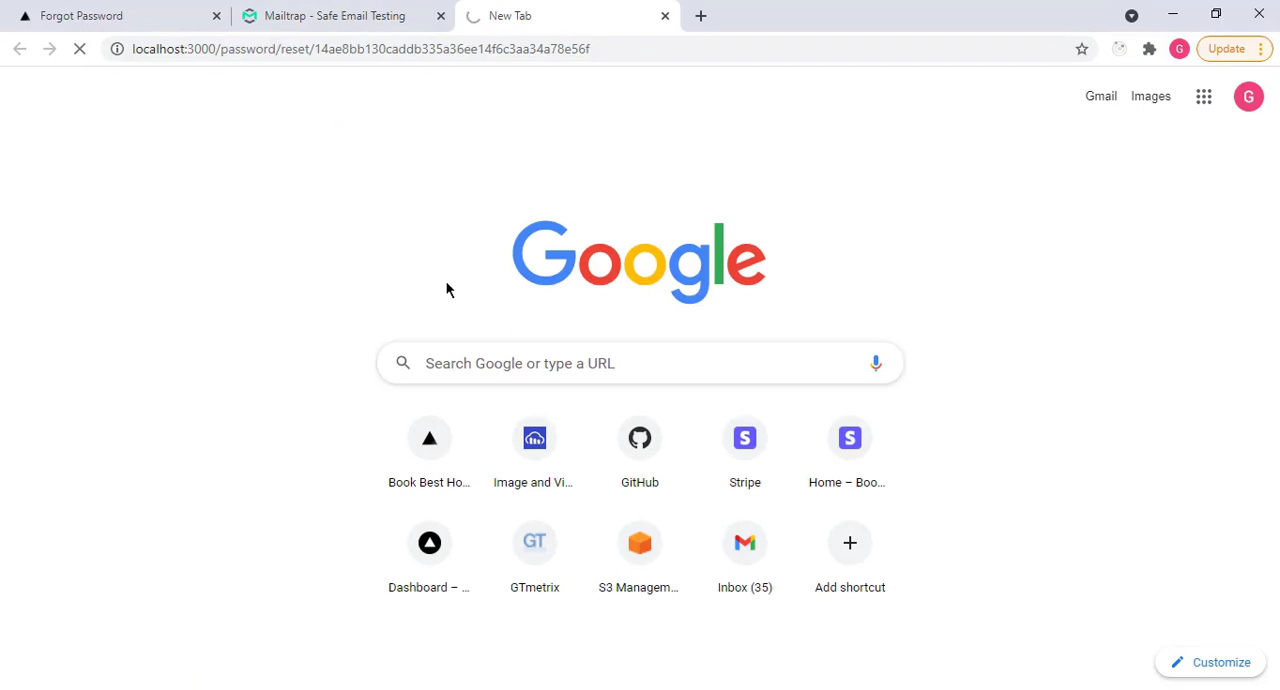 Forgot Password
Mailtrap - Safe Email Testing
New Tab
localhost:3000/password/reset/14ae8bb130caddb335a36ee14f6c3aa34a78e56f
G
Update
Gmail
Images
G
Google
Search Google or type a URL
Book Best Ho...
Image and Vi...
GitHub
S
Stripe
S
Home – Boo...
Dashboard – ...
GT
GTmetrix
S3 Managem...
Inbox (35)
Add shortcut
Customize